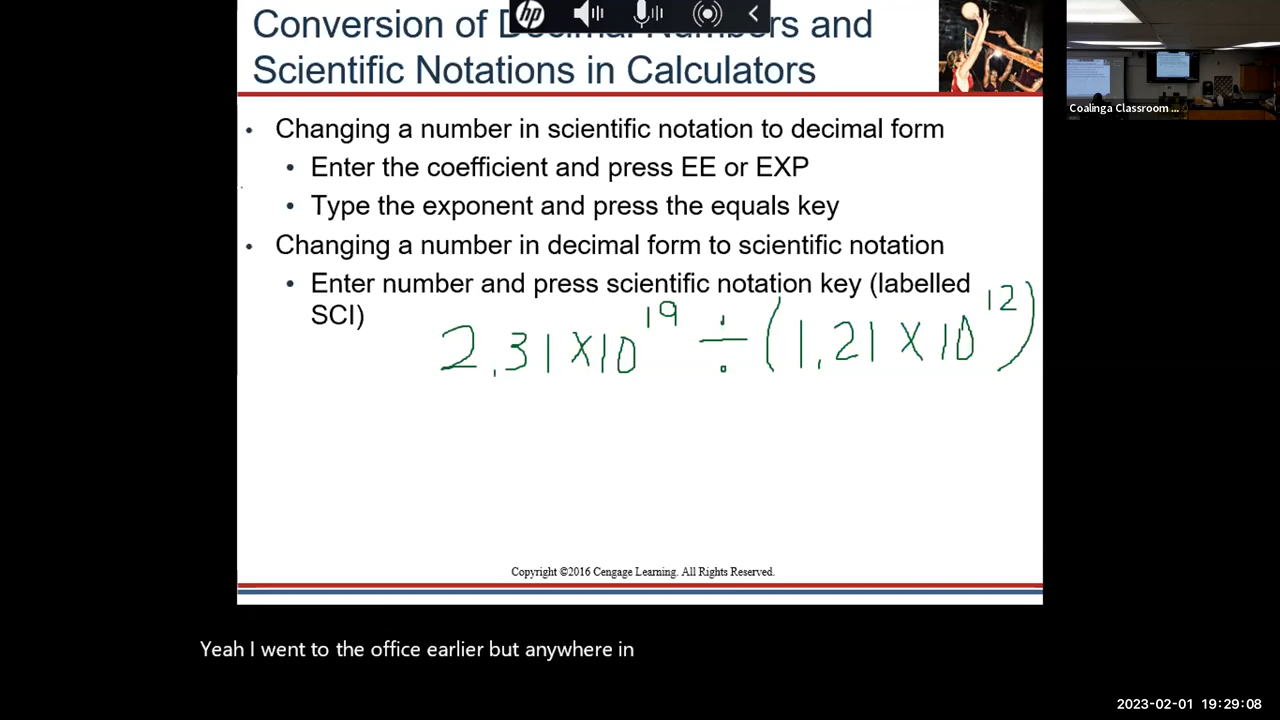 Conversion of Decimal Numbers and
Scientific Notations in Calculators
• Changing a number in scientific notation to decimal form
• Enter the coefficient and press EE or EXP
• Type the exponent and press the equals key
• Changing a number in decimal form to scientific notation
• Enter number and press scientific notation key (labelled
SCI)
2.31 × 10^19 ÷ (1.21 × 10^12)
Copyright ©2016 Cengage Learning. All Rights Reserved.
hp
Coalinga Classroom ...
Yeah I went to the office earlier but anywhere in
2023-02-01 19:29:08